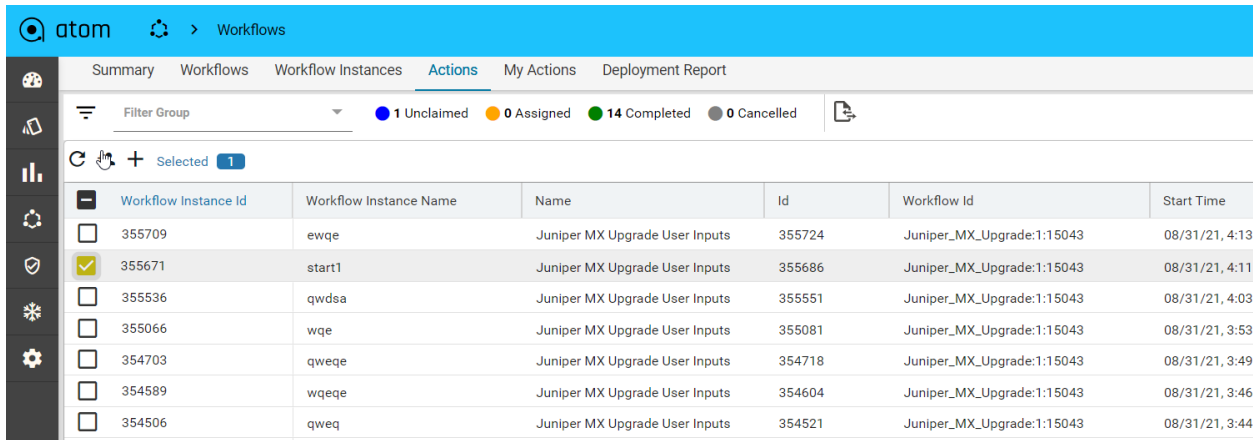 atom > Workflows
Summary Workflows Workflow Instances Actions My Actions Deployment Report
Filter Group 1 Unclaimed 0 Assigned 14 Completed 0 Cancelled
Selected 1
Workflow Instance Id Workflow Instance Name Name Id Workflow Id Start Time
355709 ewqe Juniper MX Upgrade User Inputs 355724 Juniper_MX_Upgrade:1:15043 08/31/21, 4:13
355671 start1 Juniper MX Upgrade User Inputs 355686 Juniper_MX_Upgrade:1:15043 08/31/21, 4:11
355536 qwdsa Juniper MX Upgrade User Inputs 355551 Juniper_MX_Upgrade:1:15043 08/31/21, 4:03
355066 wqe Juniper MX Upgrade User Inputs 355081 Juniper_MX_Upgrade:1:15043 08/31/21, 3:53
354703 qweqe Juniper MX Upgrade User Inputs 354718 Juniper_MX_Upgrade:1:15043 08/31/21, 3:49
354589 wqeqe Juniper MX Upgrade User Inputs 354604 Juniper_MX_Upgrade:1:15043 08/31/21, 3:46
354506 qweq Juniper MX Upgrade User Inputs 354521 Juniper_MX_Upgrade:1:15043 08/31/21, 3:44